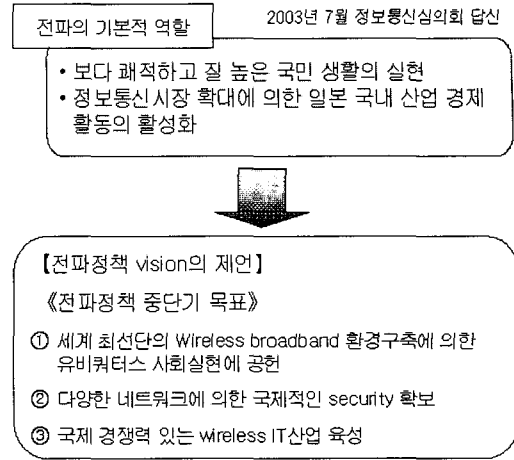 전파의 기본적 역할
2003년 7월 정보통신심의회 답신
• 보다 쾌적하고 질 높은 국민 생활의 실현
• 정보통신시장 확대에 의한 일본 국내 산업 경제
활동의 활성화
【전파정책 vision의 제언】
《전파정책 중단기 목표》
① 세계 최선단의 Wireless broadband 환경구축에 의한
유비쿼터스 사회실현에 공헌
② 다양한 네트워크에 의한 국제적인 security 확보
③ 국제 경쟁력 있는 wireless IT산업 육성